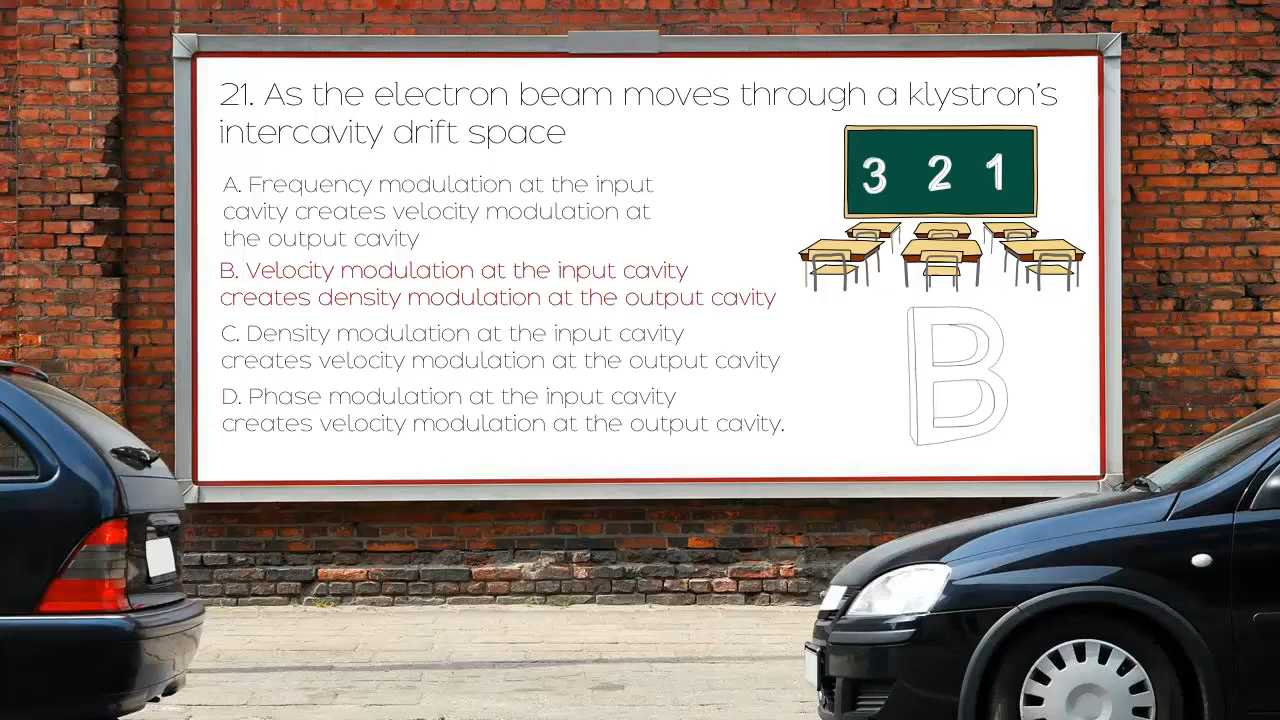 21. As the electron beam moves through a klystron's
intercavity drift space
A. Frequency modulation at the input
cavity creates velocity modulation at
the output cavity
B. Velocity modulation at the input cavity
creates density modulation at the output cavity
C. Density modulation at the input cavity
creates velocity modulation at the output cavity
D. Phase modulation at the input cavity
creates velocity modulation at the output cavity.
3 2 1
B